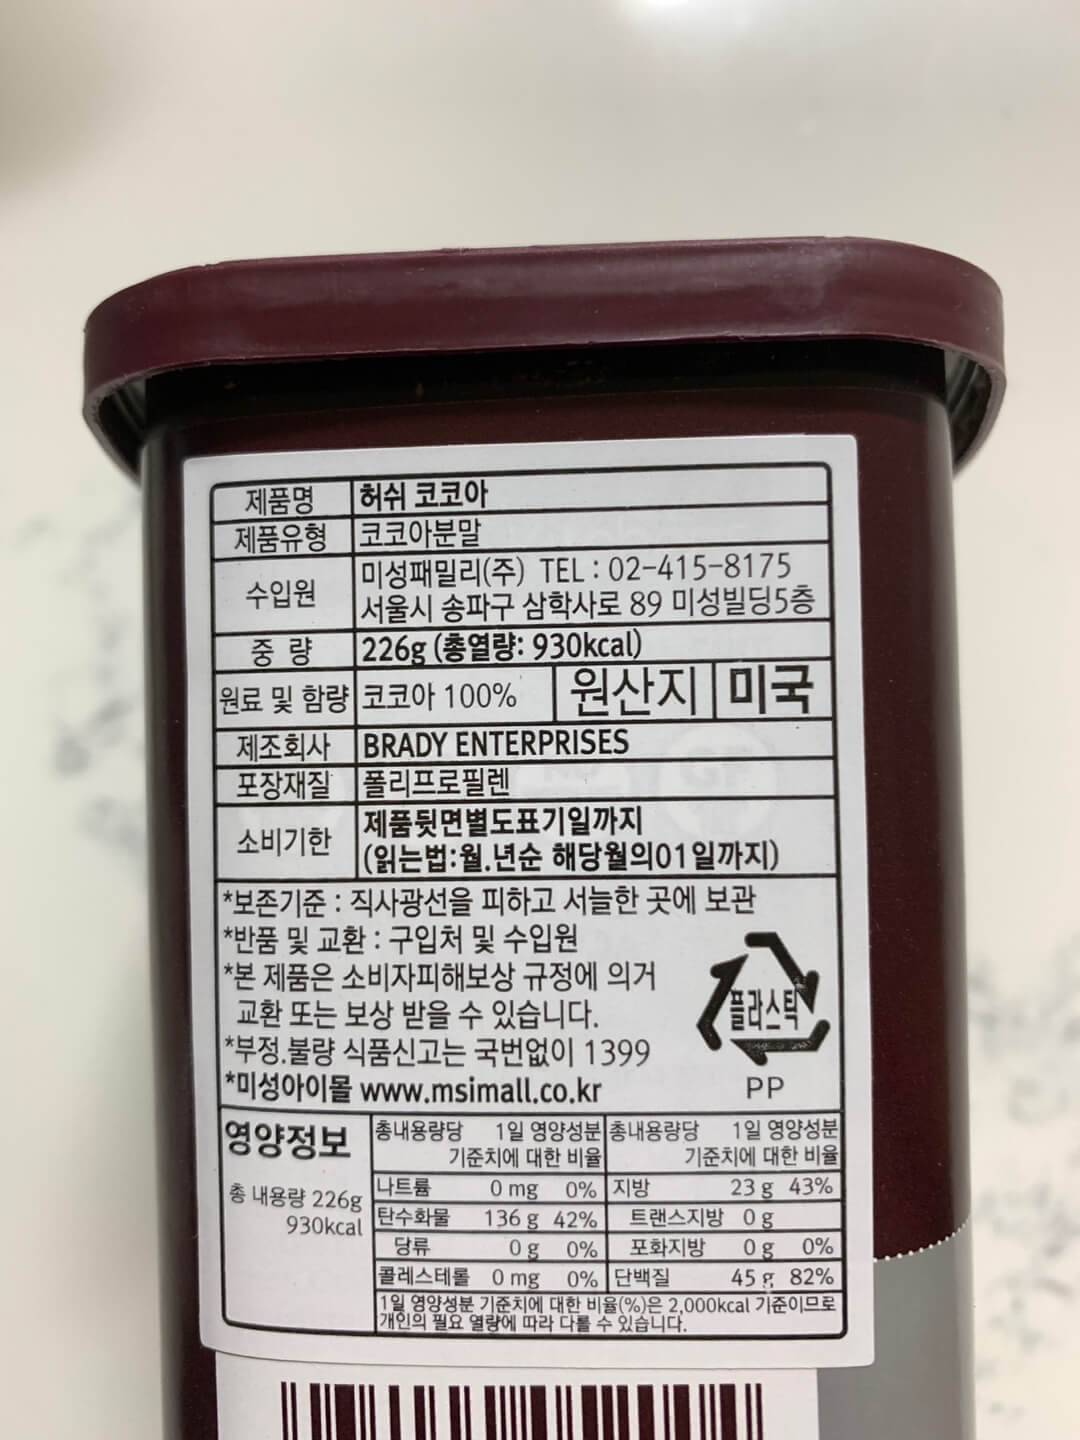 제품명 허쉬 코코아
제품유형 코코아분말
수입원 미성패밀리(주) TEL : 02-415-8175
서울시 송파구 삼학사로 89 미성빌딩5층
중 량 226g (총열량: 930kcal)
원료 및 함량 코코아 100% 원산지 미국
제조회사 BRADY ENTERPRISES
포장재질 폴리프로필렌
소비기한 제품뒷면별도표기일까지
(읽는법:월.년순 해당월의01일까지)
*보존기준 : 직사광선을 피하고 서늘한 곳에 보관
*반품 및 교환 : 구입처 및 수입원
*본 제품은 소비자피해보상 규정에 의거
교환 또는 보상 받을 수 있습니다.
*부정.불량 식품신고는 국번없이 1399
*미성아이몰 www.msimall.co.kr
플라스틱
PP
영양정보
총 내용량 226g
930kcal
총내용량당 1일 영양성분 총내용량당 1일 영양성분
기준치에 대한 비율 기준치에 대한 비율
나트륨 0 mg 0% 지방 23 g 43%
탄수화물 136 g 42% 트랜스지방 0 g
당류 0 g 0% 포화지방 0 g 0%
콜레스테롤 0 mg 0% 단백질 45 g 82%
1일 영양성분 기준치에 대한 비율(%)은 2,000kcal 기준이므로
개인의 필요 열량에 따라 다를 수 있습니다.